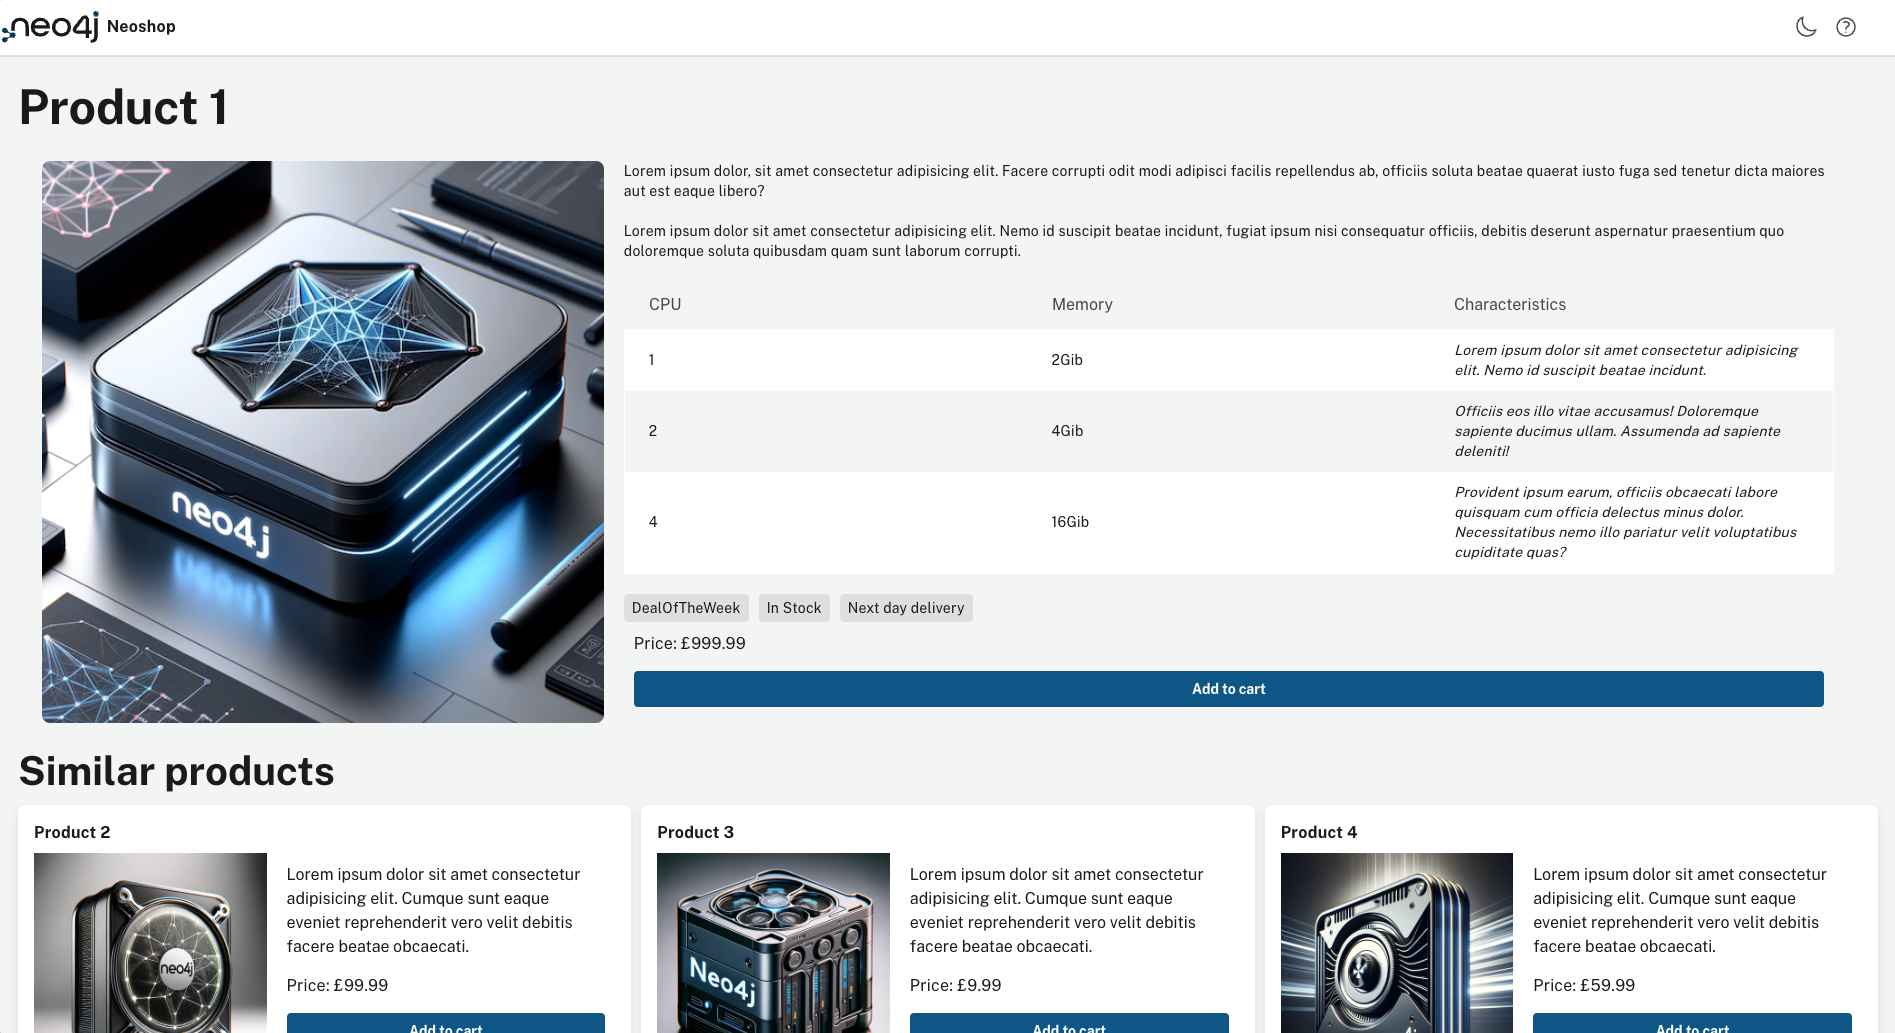 neo4j Neoshop
Product 1
Lorem ipsum dolor, sit amet consectetur adipisicing elit. Facere corrupti odit modi adipisci facilis repellendus ab, officiis soluta beatae quaerat iusto fuga sed tenetur dicta maiores
aut est eaque libero?
Lorem ipsum dolor sit amet consectetur adipisicing elit. Nemo id suscipit beatae incidunt, fugiat ipsum nisi consequatur officiis, debitis deserunt aspernatur praesentium quo
doloremque soluta quibusdam quam sunt laborum corrupti.
CPU Memory Characteristics
1 2Gib Lorem ipsum dolor sit amet consectetur adipisicing
elit. Nemo id suscipit beatae incidunt.
2 4Gib Officiis eos illo vitae accusamus! Doloremque
sapiente ducimus ullam. Assumenda ad sapiente
deleniti!
4 16Gib Provident ipsum earum, officiis obcaecati labore
quisquam cum officia delectus minus dolor.
Necessitatibus nemo illo pariatur velit voluptatibus
cupiditate quas?
neo4j
DealOfTheWeek In Stock Next day delivery
Price: £999.99
Add to cart
Similar products
Product 2
Lorem ipsum dolor sit amet consectetur
adipisicing elit. Cumque sunt eaque
eveniet reprehenderit vero velit debitis
facere beatae obcaecati.
neo4j
Price: £99.99
Add to cart
Product 3
Lorem ipsum dolor sit amet consectetur
adipisicing elit. Cumque sunt eaque
eveniet reprehenderit vero velit debitis
facere beatae obcaecati.
Neo4j
Price: £9.99
Add to cart
Product 4
Lorem ipsum dolor sit amet consectetur
adipisicing elit. Cumque sunt eaque
eveniet reprehenderit vero velit debitis
facere beatae obcaecati.
Price: £59.99
Add to cart